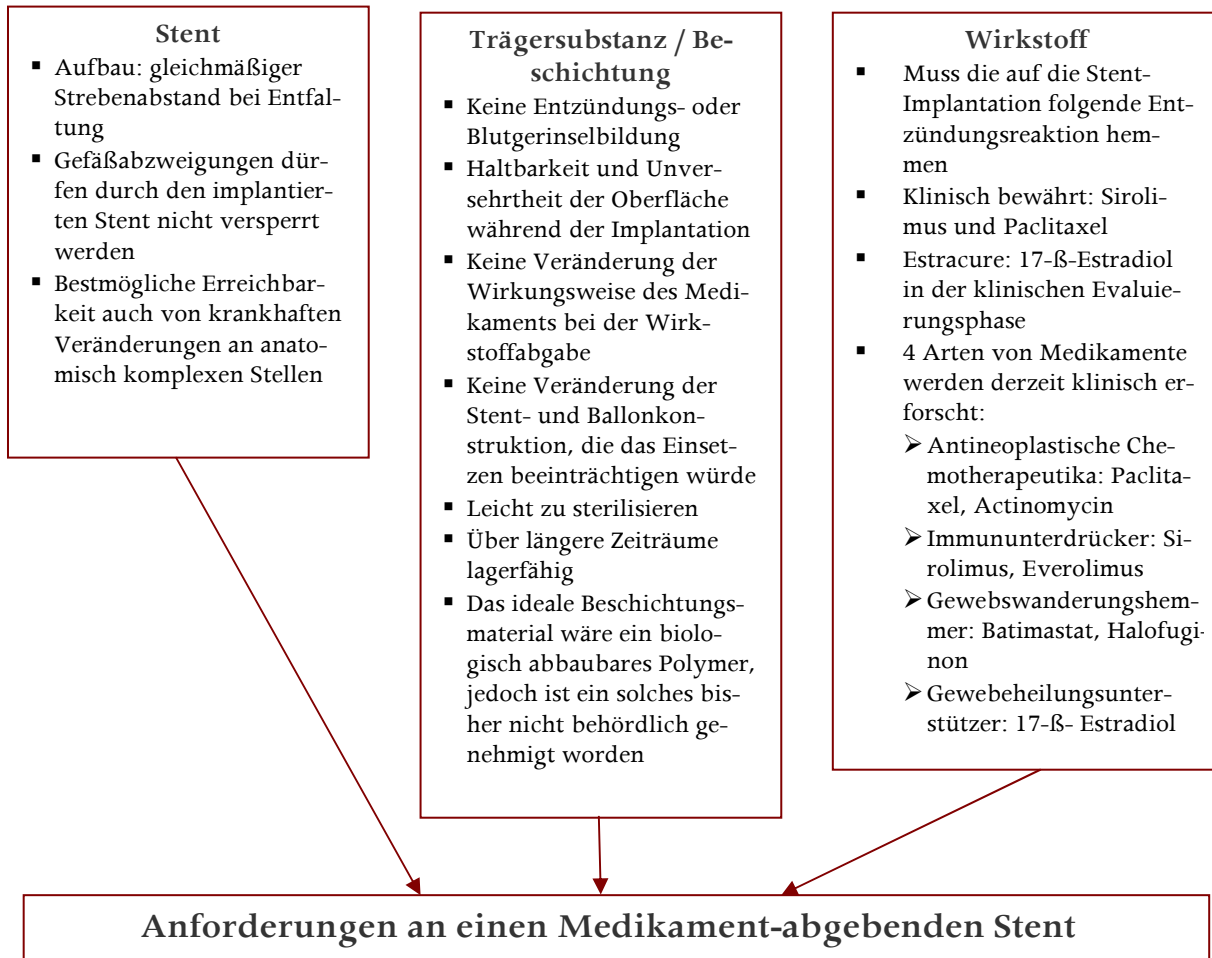 Stent
▪ Aufbau: gleichmäßiger
Strebenabstand bei Entfal-
tung
▪ Gefäßabzweigungen dür-
fen durch den implantier-
ten Stent nicht versperrt
werden
▪ Bestmögliche Erreichbar-
keit auch von krankhaften
Veränderungen an anato-
misch komplexen Stellen
Trägersubstanz / Be-
schichtung
▪ Keine Entzündungs- oder
Blutgerinselbildung
▪ Haltbarkeit und Unver-
sehrtheit der Oberfläche
während der Implantation
▪ Keine Veränderung der
Wirkungsweise des Medi-
kaments bei der Wirk-
stoffabgabe
▪ Keine Veränderung der
Stent- und Ballonkon-
struktion, die das Einset-
zen beeinträchtigen würde
▪ Leicht zu sterilisieren
▪ Über längere Zeiträume
lagerfähig
▪ Das ideale Beschichtungs-
material wäre ein biolo-
gisch abbaubares Polymer,
jedoch ist ein solches bis-
her nicht behördlich ge-
nehmigt worden
Wirkstoff
▪ Muss die auf die Stent-
Implantation folgende Ent-
zündungsreaktion hem-
men
▪ Klinisch bewährt: Siroli-
mus und Paclitaxel
▪ Estracure: 17-ß-Estradiol
in der klinischen Evaluie-
rungsphase
▪ 4 Arten von Medikamente
werden derzeit klinisch er-
forscht:
➢ Antineoplastische Che-
motherapeutika: Paclita-
xel, Actinomycin
➢ Immununterdrücker: Si-
rolimus, Everolimus
➢ Gewebswanderungshem-
mer: Batimastat, Halofugi-
non
➢ Gewebeheilungsunter-
stützer: 17-ß- Estradiol
Anforderungen an einen Medikament-abgebenden Stent